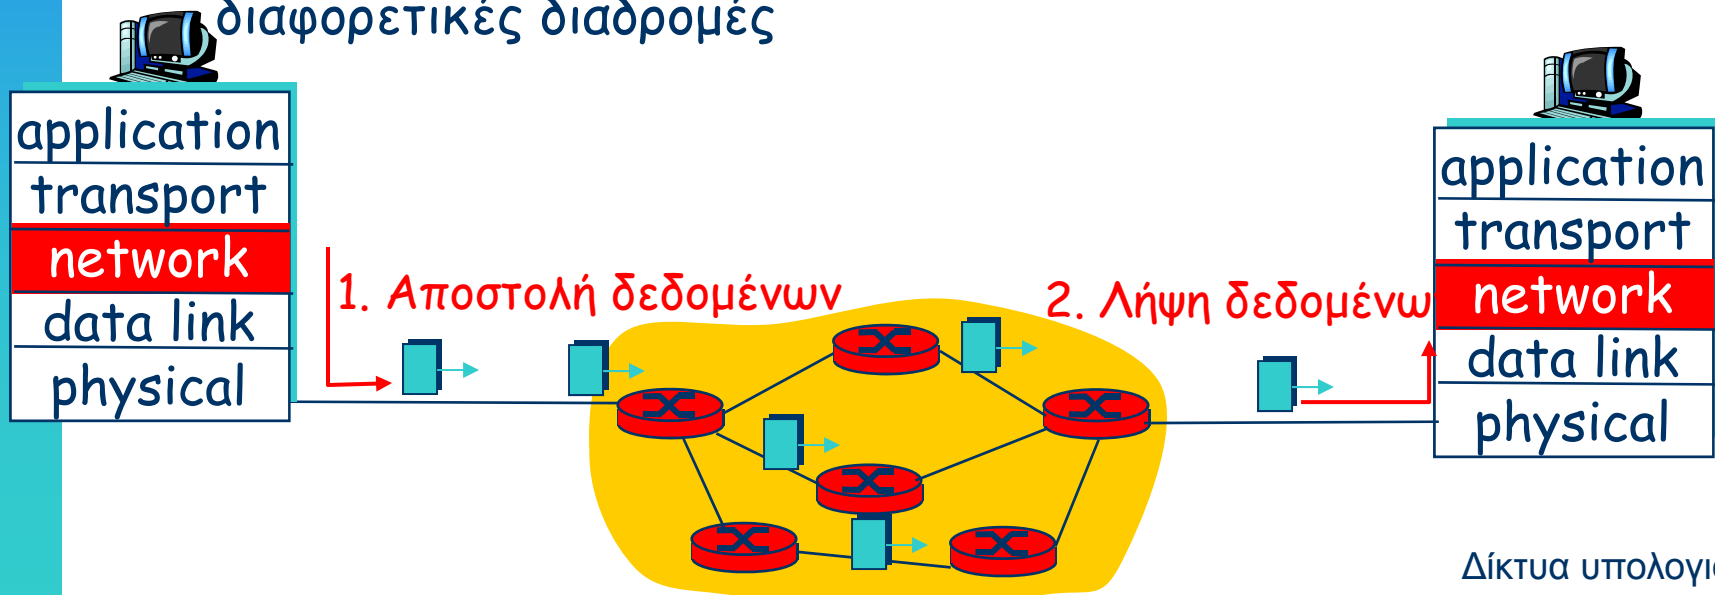 διαφορετικές διαδρομές
application
transport
network
data link
physical
1. Αποστολή δεδομένων
2. Λήψη δεδομένω
application
transport
network
data link
physical
Δίκτυα